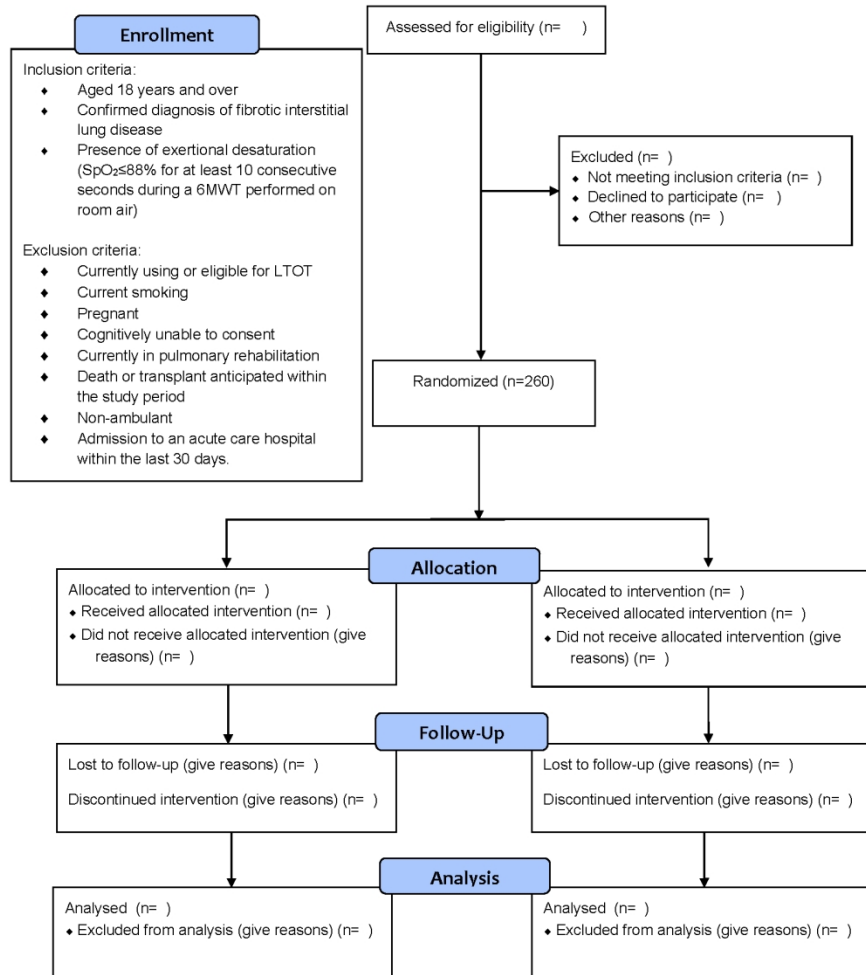 Enrollment
Assessed for eligibility (n= )
Inclusion criteria:
♦ Aged 18 years and over
♦ Confirmed diagnosis of fibrotic interstitial
lung disease
♦ Presence of exertional desaturation
(SpO₂≤88% for at least 10 consecutive
seconds during a 6MWT performed on
room air)
Exclusion criteria:
♦ Currently using or eligible for LTOT
♦ Current smoking
♦ Pregnant
♦ Cognitively unable to consent
♦ Currently in pulmonary rehabilitation
♦ Death or transplant anticipated within
the study period
♦ Non-ambulant
♦ Admission to an acute care hospital
within the last 30 days.
Excluded (n= )
♦ Not meeting inclusion criteria (n= )
♦ Declined to participate (n= )
♦ Other reasons (n= )
Randomized (n=260)
Allocation
Allocated to intervention (n= )
♦ Received allocated intervention (n= )
♦ Did not receive allocated intervention (give
reasons) (n= )
Allocated to intervention (n= )
♦ Received allocated intervention (n= )
♦ Did not receive allocated intervention (give
reasons) (n= )
Follow-Up
Lost to follow-up (give reasons) (n= )
Discontinued intervention (give reasons) (n= )
Lost to follow-up (give reasons) (n= )
Discontinued intervention (give reasons) (n= )
Analysis
Analysed (n= )
♦ Excluded from analysis (give reasons) (n= )
Analysed (n= )
♦ Excluded from analysis (give reasons) (n= )